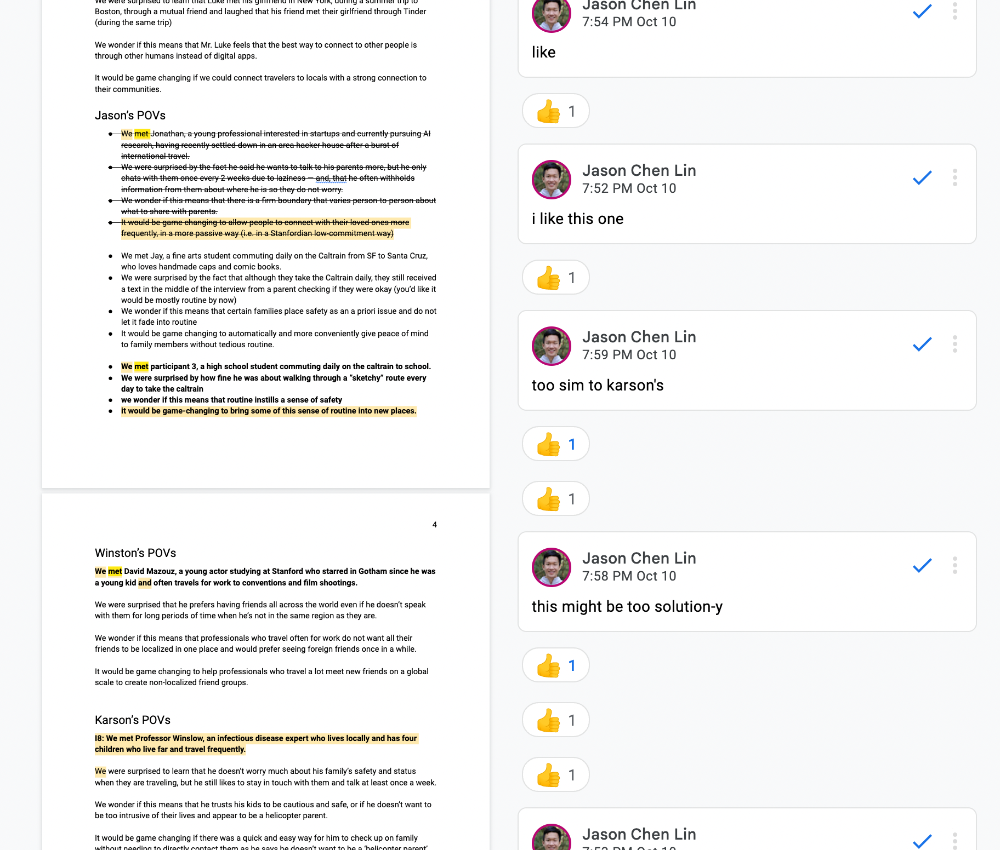 We were surprised to learn that Luke met his girlfriend in New York, during a summer trip to
Boston, through a mutual friend and laughed that his friend met their girlfriend through Tinder
(during the same trip)
We wonder if this means that Mr. Luke feels that the best way to connect to other people is
through other humans instead of digital apps.
It would be game changing if we could connect travelers to locals with a strong connection to
their communities.
Jason’s POVs
● We met Jonathan, a young professional interested in startups and currently pursuing AI
research, having recently settled down in an area hacker house after a burst of
international travel.
● We were surprised by the fact he said he wants to talk to his parents more, but he only
chats with them once every 2 weeks due to laziness — and, that he often withholds
information from them about where he is so they do not worry.
● We wonder if this means that there is a firm boundary that varies person to person about
what to share with parents.
● It would be game changing to allow people to connect with their loved ones more
frequently, in a more passive way (i.e. in a Stanfordian low-commitment way)
● We met Jay, a fine arts student commuting daily on the Caltrain from SF to Santa Cruz,
who loves handmade caps and comic books.
● We were surprised by the fact that although they take the Caltrain daily, they still received
a text in the middle of the interview from a parent checking if they were okay (you’d like it
would be mostly routine by now)
● We wonder if this means that certain families place safety as an a priori issue and do not
let it fade into routine
● It would be game changing to automatically and more conveniently give peace of mind
to family members without tedious routine.
● We met participant 3, a high school student commuting daily on the caltrain to school.
● We were surprised by how fine he was about walking through a “sketchy” route every
day to take the caltrain
● we wonder if this means that routine instills a sense of safety
● it would be game-changing to bring some of this sense of routine into new places.
4
Winston’s POVs
We met David Mazouz, a young actor studying at Stanford who starred in Gotham since he was
a young kid and often travels for work to conventions and film shootings.
We were surprised that he prefers having friends all across the world even if he doesn’t speak
with them for long periods of time when he’s not in the same region as they are.
We wonder if this means that professionals who travel often for work do not want all their
friends to be localized in one place and would prefer seeing foreign friends once in a while.
It would be game changing to help professionals who travel a lot meet new friends on a global
scale to create non-localized friend groups.
Karson’s POVs
I8: We met Professor Winslow, an infectious disease expert who lives locally and has four
children who live far and travel frequently.
We were surprised to learn that he doesn’t worry much about his family’s safety and status
when they are traveling, but he still likes to stay in touch with them and talk at least once a week.
We wonder if this means that he trusts his kids to be cautious and safe, or if he doesn’t want to
be too intrusive of their lives and appear to be a helicopter parent.
It would be game changing if there was a quick and easy way for him to check up on family
without needing to directly contact them as he says he doesn’t want to be a ‘helicopter parent’
Jason Chen Lin
7:54 PM Oct 10
like
1
Jason Chen Lin
7:52 PM Oct 10
i like this one
1
Jason Chen Lin
7:59 PM Oct 10
too sim to karson's
1
1
Jason Chen Lin
7:58 PM Oct 10
this might be too solution-y
1
1
1
Jason Chen Lin
7:53 PM Oct 10